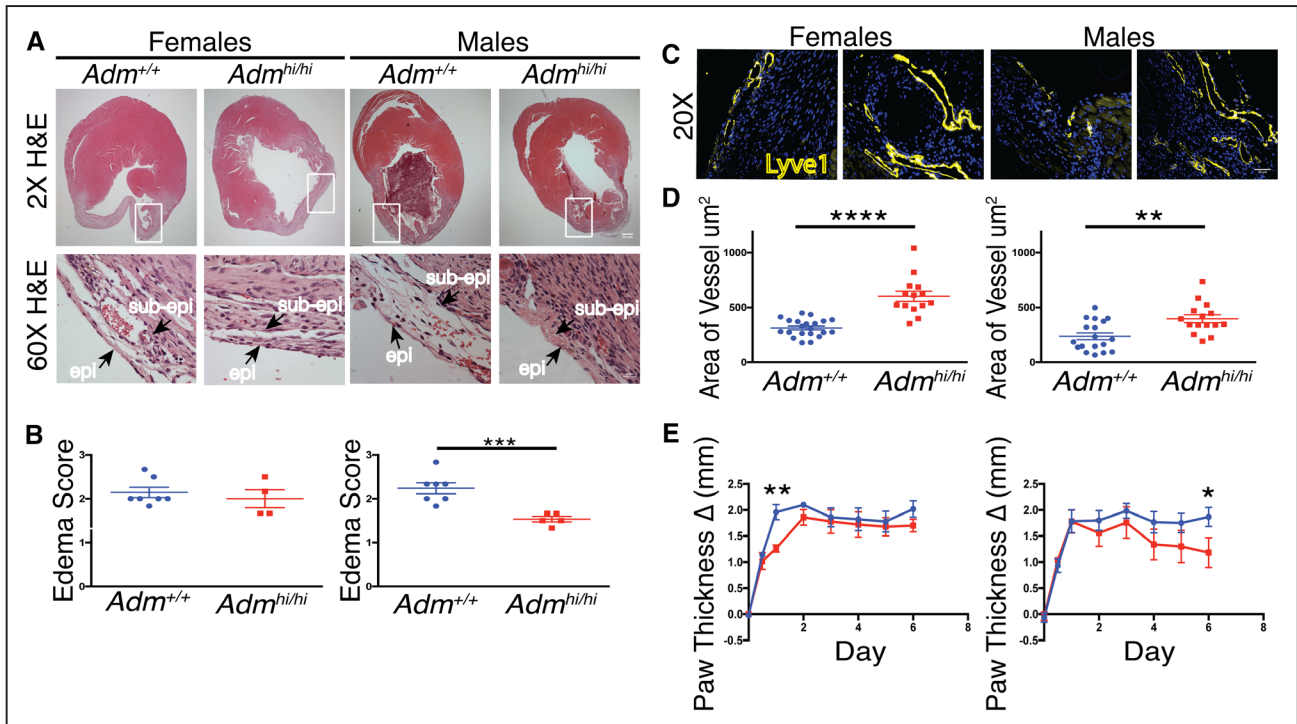 A
Females
Males
Adm+/+
Admhi/hi
Adm+/+
Admhi/hi
2X H&E
60X H&E
sub-epi
epi
sub-epi
epi
sub-epi
epi
sub-epi
epi
B
Edema Score
3
2
1
0
Adm+/+
Admhi/hi
Edema Score
***
3
2
1
0
Adm+/+
Admhi/hi
C
Females
Males
20X
Lyve1
D
Area of Vessel um2
****
1000
500
0
Adm+/+
Admhi/hi
Area of Vessel um2
**
1000
500
0
Adm+/+
Admhi/hi
E
Paw Thickness Δ (mm)
**
2.5
2.0
1.5
1.0
0.5
0.0
-0.5
2
4
6
8
Day
Paw Thickness Δ (mm)
*
2.5
2.0
1.5
1.0
0.5
0.0
-0.5
2
4
6
8
Day